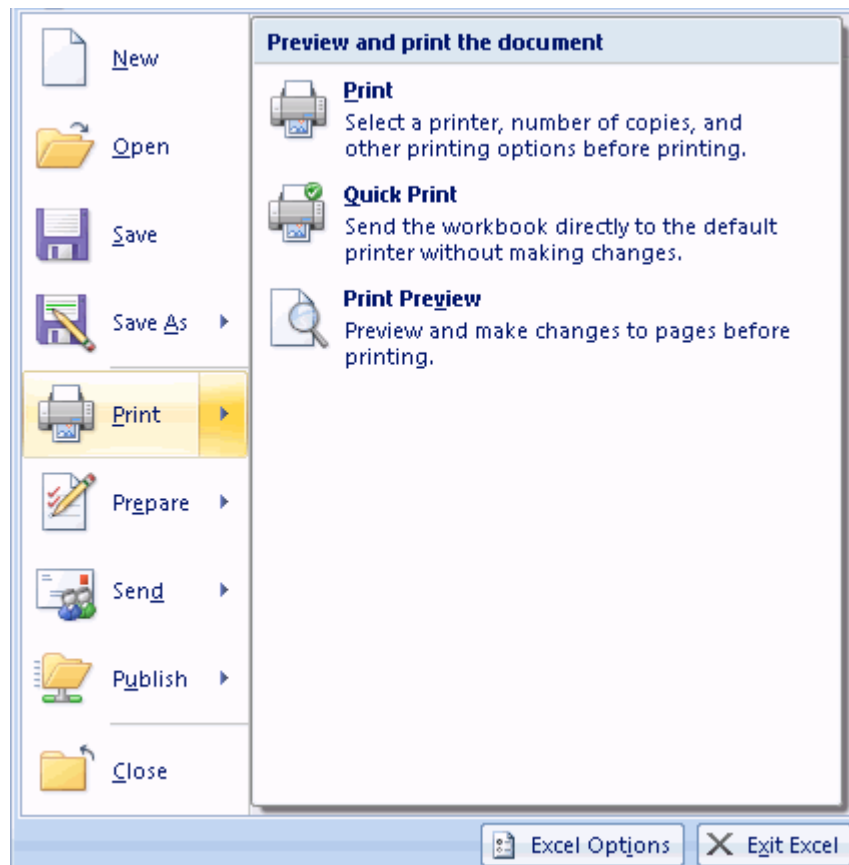 New
Open
Save
Save As
Print
Prepare
Send
Publish
Close
Preview and print the document
Print
Select a printer, number of copies, and
other printing options before printing.
Quick Print
Send the workbook directly to the default
printer without making changes.
Print Preview
Preview and make changes to pages before
printing.
Excel Options
Exit Excel